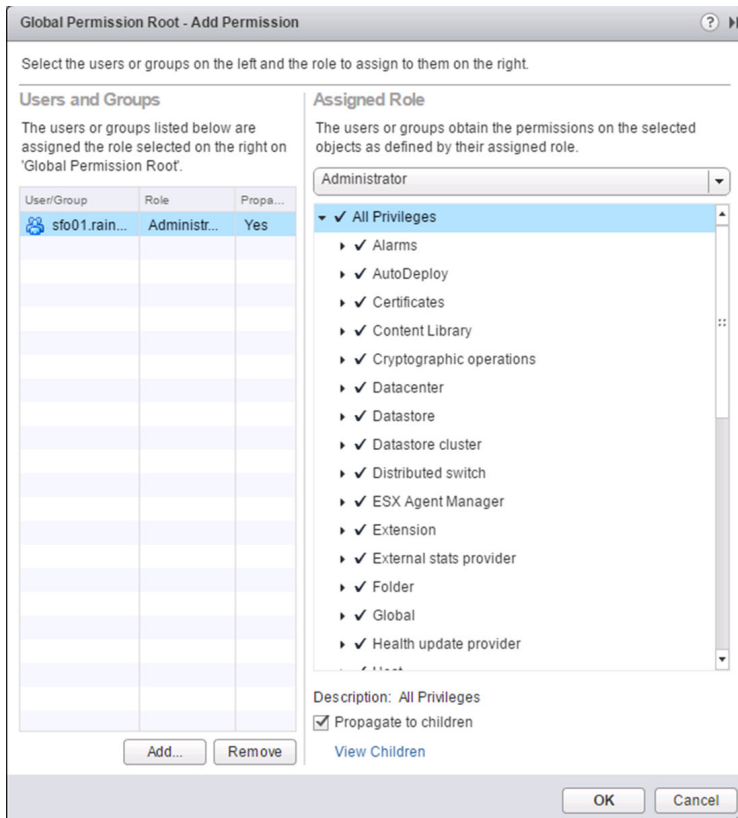 Global Permission Root - Add Permission
?
Select the users or groups on the left and the role to assign to them on the right.
Users and Groups
The users or groups listed below are
assigned the role selected on the right on
'Global Permission Root'.
User/Group Role Propa...
sfo01.rain... Administr... Yes
Add... Remove
Assigned Role
The users or groups obtain the permissions on the selected
objects as defined by their assigned role.
Administrator
All Privileges
Alarms
AutoDeploy
Certificates
Content Library
Cryptographic operations
Datacenter
Datastore
Datastore cluster
Distributed switch
ESX Agent Manager
Extension
External stats provider
Folder
Global
Health update provider
Description: All Privileges
Propagate to children
View Children
OK Cancel